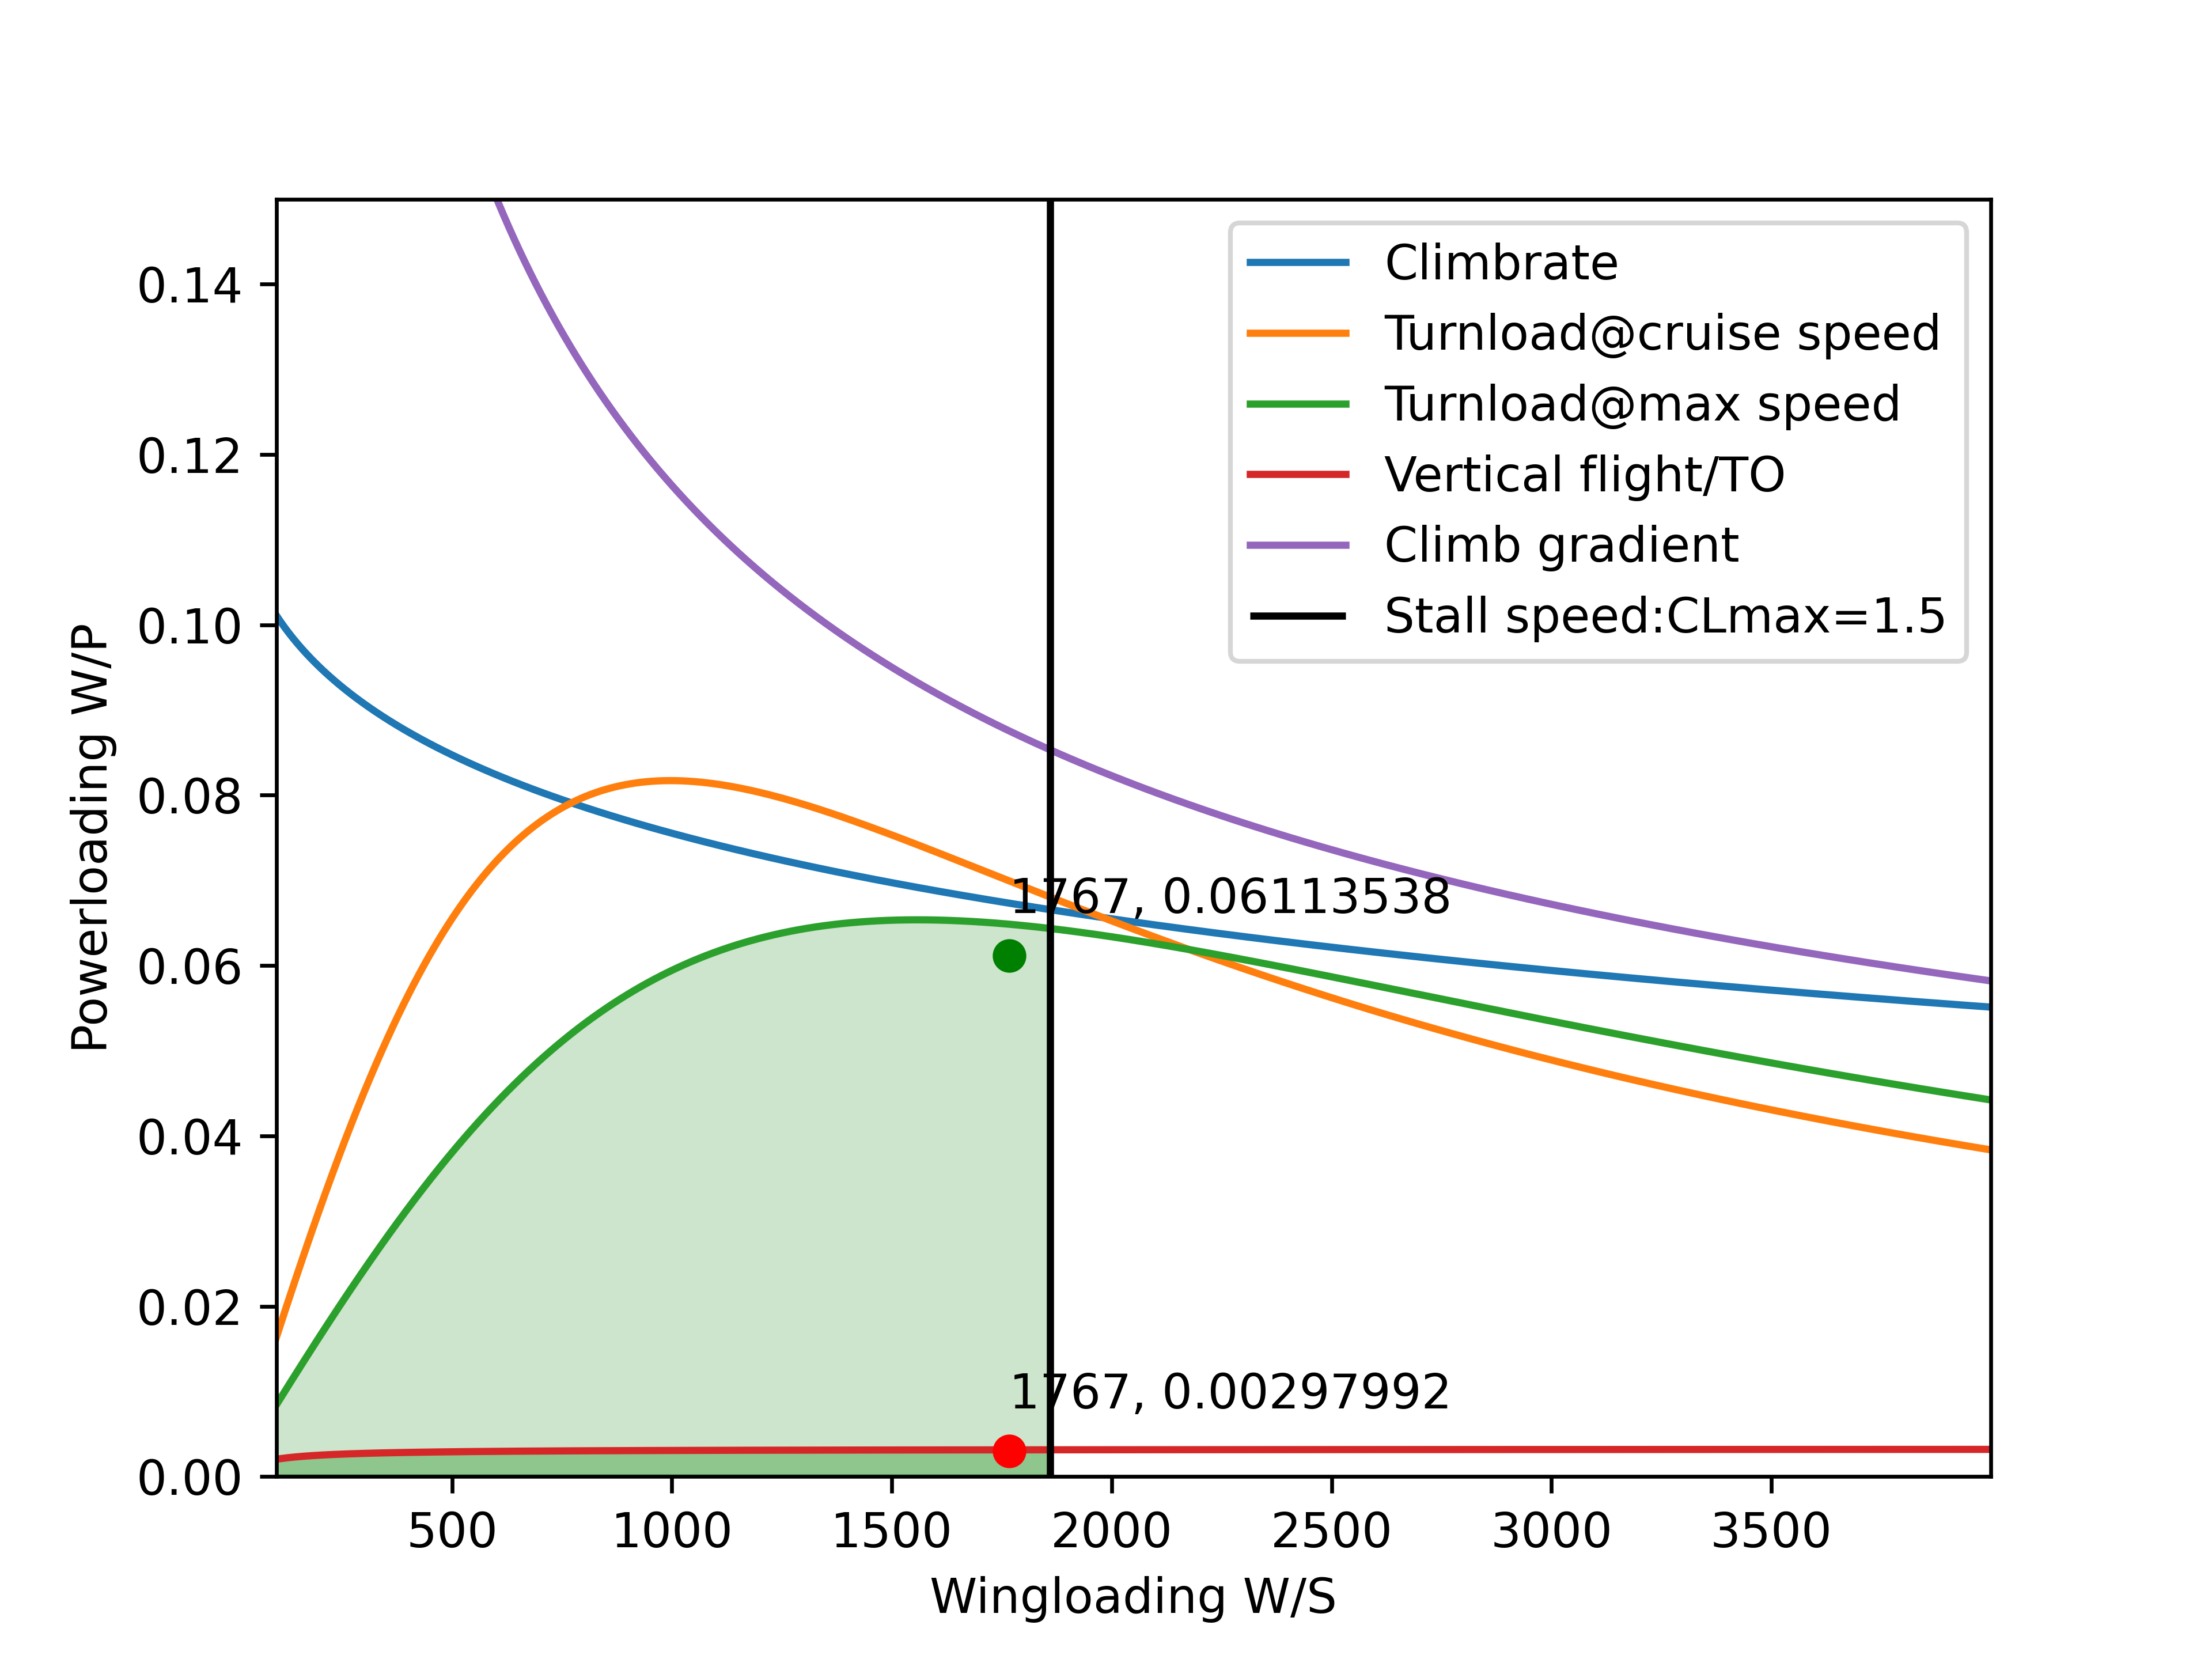 0.14
0.12
0.10
0.08
0.06
0.04
0.02
0.00
Powerloading W/P
Climbrate
Turnload@cruise speed
Turnload@max speed
Vertical flight/TO
Climb gradient
Stall speed:CLmax=1.5
1767, 0.06113538
1767, 0.00297992
500 1000 1500 2000 2500 3000 3500
Wingloading W/S